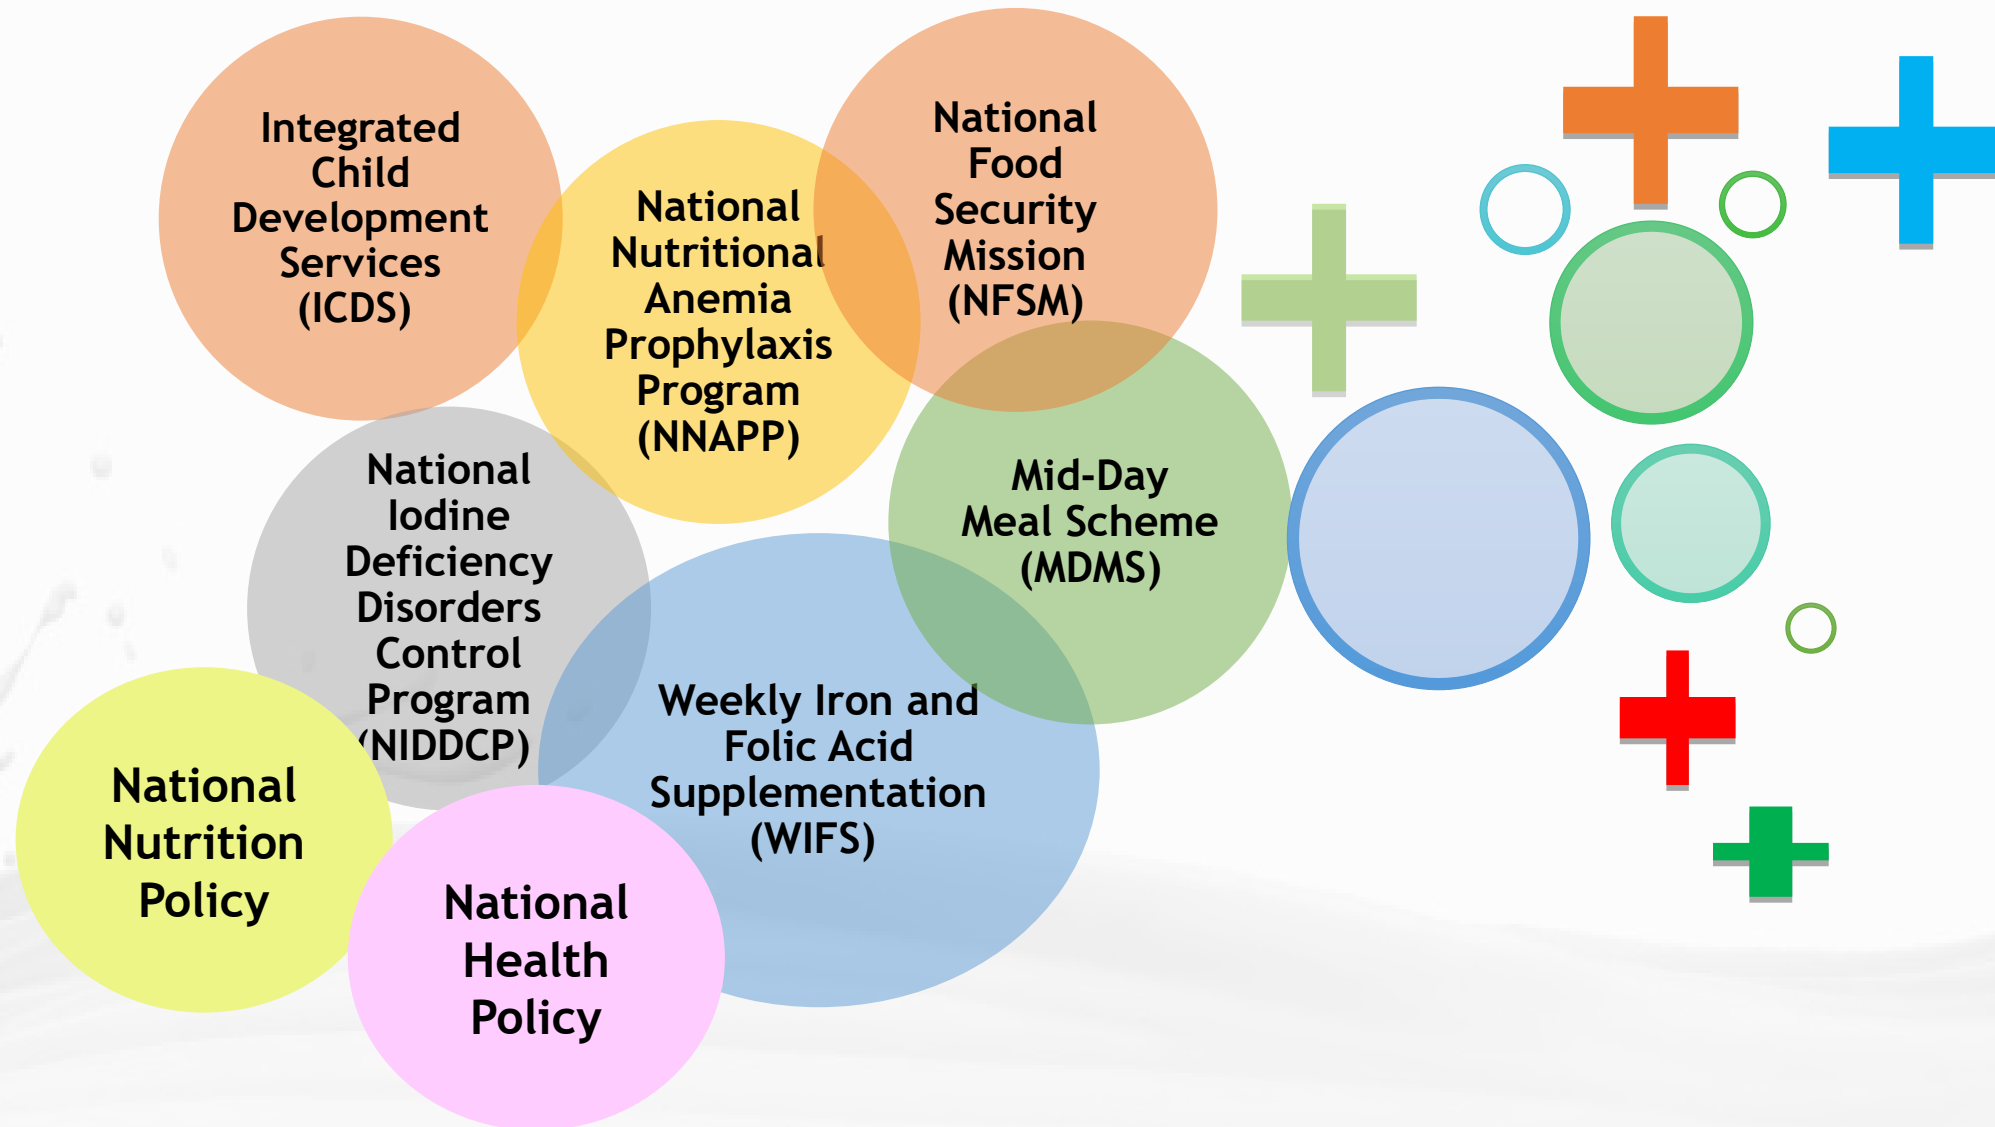 Integrated
Child
Development
Services
(ICDS)
National
Nutritional
Anemia
Prophylaxis
Program
(NNAPP)
National
Food
Security
Mission
(NFSM)
National
Iodine
Deficiency
Disorders
Control
Program
(NIDDCP)
Mid-Day
Meal Scheme
(MDMS)
Weekly Iron and
Folic Acid
Supplementation
(WIFS)
National
Nutrition
Policy
National
Health
Policy